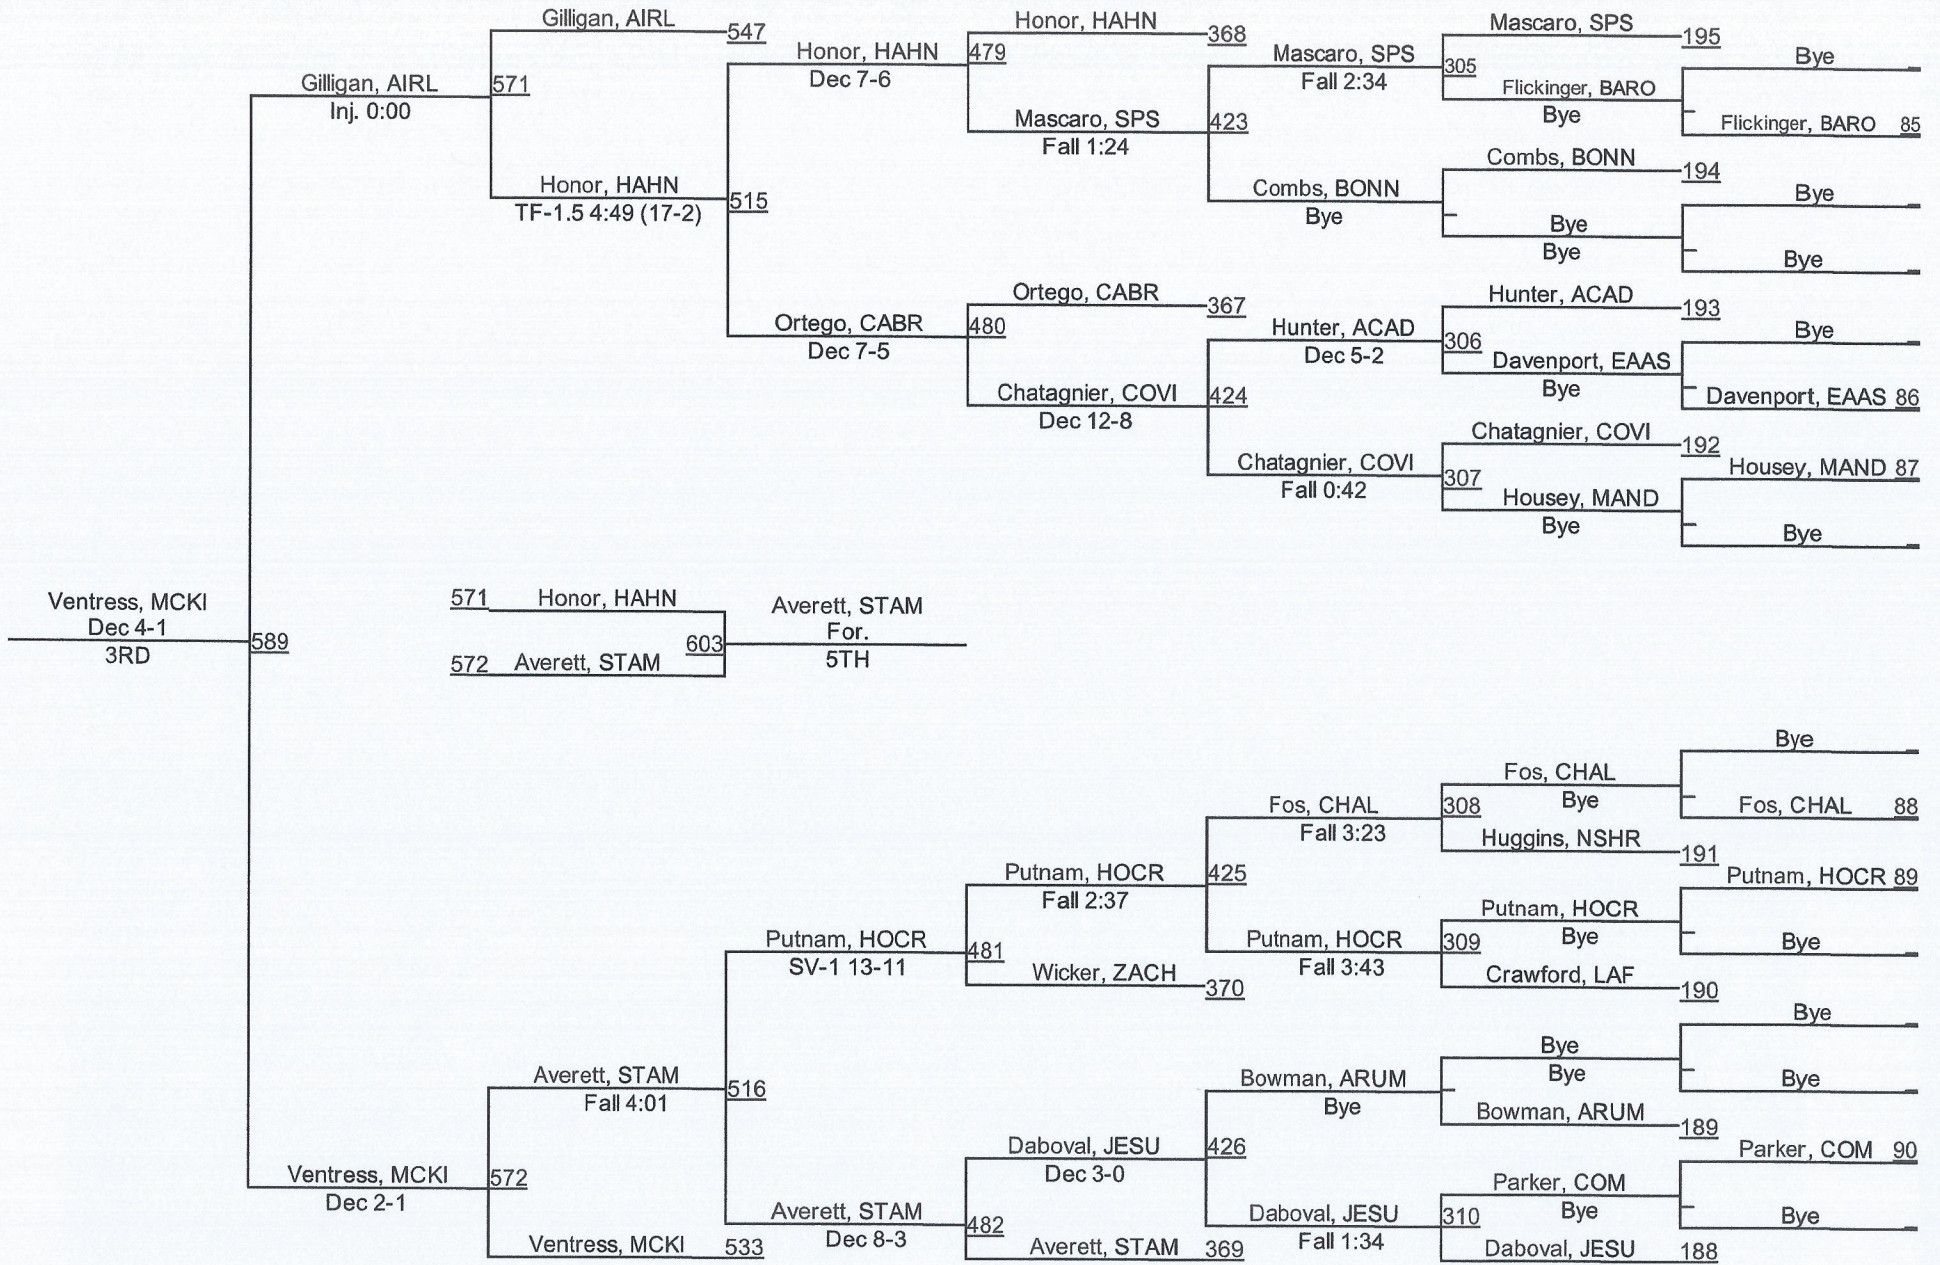 Gilligan, AIRL
547
Honor, HAHN
368
Mascaro, SPS
195
Bye
Honor, HAHN
Dec 7-6
479
Mascaro, SPS
Fall 2:34
305
Flickinger, BARO
Bye
Gilligan, AIRL
Inj. 0:00
571
Mascaro, SPS
Fall 1:24
423
Flickinger, BARO 85
Combs, BONN
194
Bye
Honor, HAHN
TF-1.5 4:49 (17-2)
515
Combs, BONN
Bye
Bye
Bye
Bye
Ortego, CABR
367
Hunter, ACAD
193
Bye
Ortego, CABR
Dec 7-5
480
Hunter, ACAD
Dec 5-2
306
Davenport, EAAS
Bye
Chatagnier, COVI
Dec 12-8
424
Davenport, EAAS 86
Chatagnier, COVI
192
Chatagnier, COVI
Fall 0:42
307
Housey, MAND 87
Housey, MAND
Bye
Bye
Ventress, MCKI
Dec 4-1
3RD
589
571 Honor, HAHN
572 Averett, STAM
603
Averett, STAM
For.
5TH
Bye
Fos, CHAL
Bye
Fos, CHAL
Fall 3:23
308
Fos, CHAL 88
Huggins, NSHR
191
Putnam, HOCR
Fall 2:37
425
Putnam, HOCR 89
Putnam, HOCR
Bye
Putnam, HOCR
SV-1 13-11
481
Putnam, HOCR
Fall 3:43
309
Bye
Wicker, ZACH
370
Crawford, LAF
190
Bye
Averett, STAM
Fall 4:01
516
Bowman, ARUM
Bye
Bye
Bye
Bye
Bowman, ARUM
189
Daboval, JESU
Dec 3-0
426
Parker, COM 90
Ventress, MCKI
Dec 2-1
572
Parker, COM
Bye
Averett, STAM
Dec 8-3
482
Daboval, JESU
Fall 1:34
310
Bye
Ventress, MCKI
533
Averett, STAM
369
Daboval, JESU
188